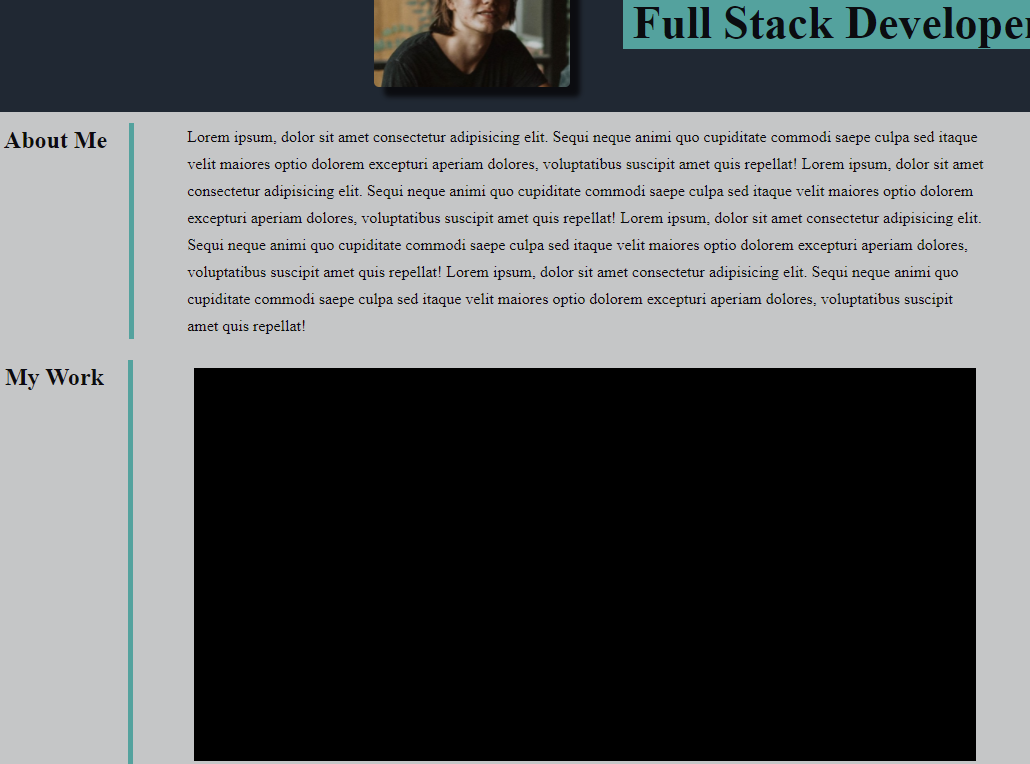 Full Stack Developer
About Me
Lorem ipsum, dolor sit amet consectetur adipisicing elit. Sequi neque animi quo cupiditate commodi saepe culpa sed itaque
velit maiores optio dolorem excepturi aperiam dolores, voluptatibus suscipit amet quis repellat! Lorem ipsum, dolor sit amet
consectetur adipisicing elit. Sequi neque animi quo cupiditate commodi saepe culpa sed itaque velit maiores optio dolorem
excepturi aperiam dolores, voluptatibus suscipit amet quis repellat! Lorem ipsum, dolor sit amet consectetur adipisicing elit.
Sequi neque animi quo cupiditate commodi saepe culpa sed itaque velit maiores optio dolorem excepturi aperiam dolores,
voluptatibus suscipit amet quis repellat! Lorem ipsum, dolor sit amet consectetur adipisicing elit. Sequi neque animi quo
cupiditate commodi saepe culpa sed itaque velit maiores optio dolorem excepturi aperiam dolores, voluptatibus suscipit
amet quis repellat!
My Work